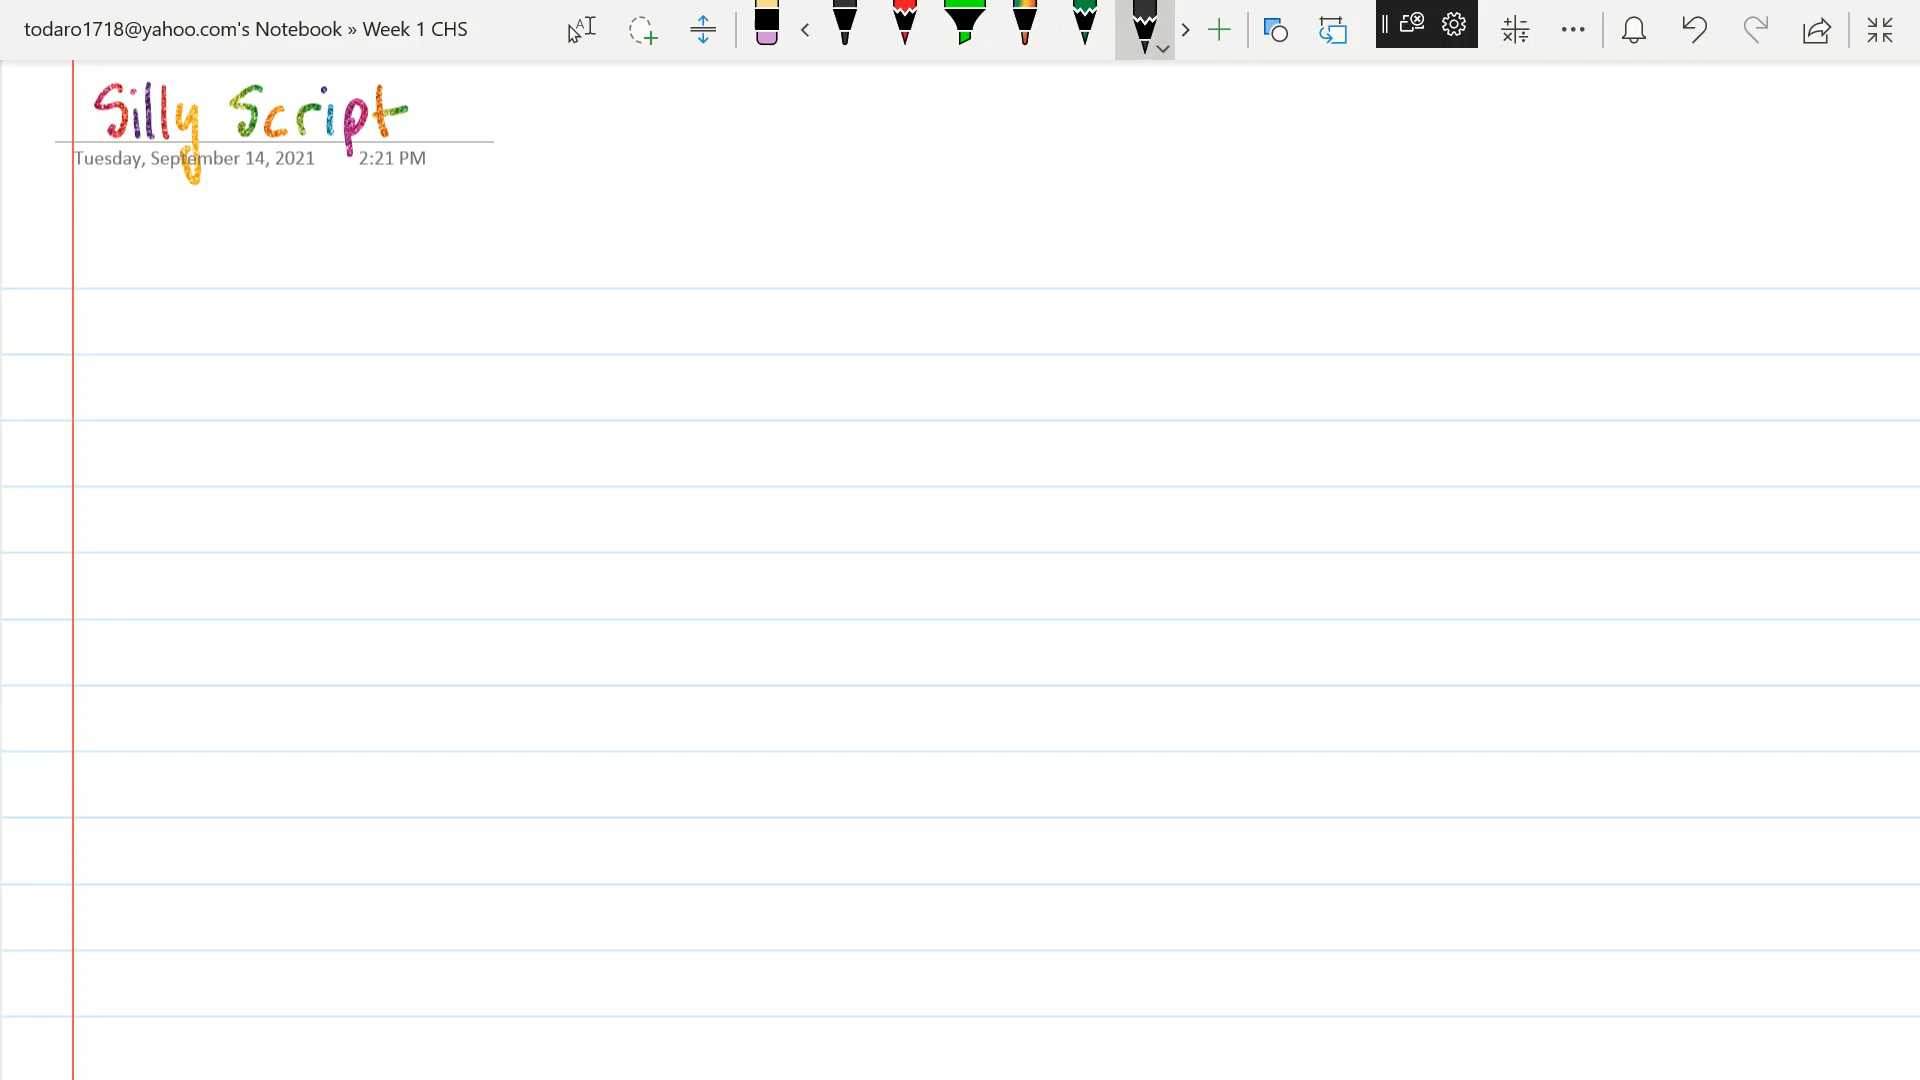 todaro1718@yahoo.com's Notebook » Week 1 CHS
Silly Script
Tuesday, September 14, 2021 2:21 PM